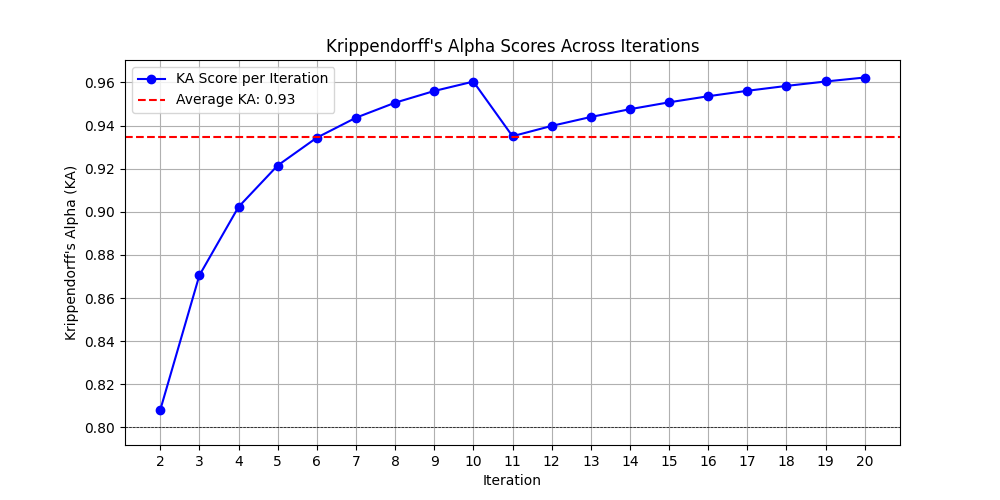 Krippendorff's Alpha Scores Across Iterations
KA Score per Iteration
Average KA: 0.93
Krippendorff's Alpha (KA)
0.96
0.94
0.92
0.90
0.88
0.86
0.84
0.82
0.80
2 3 4 5 6 7 8 9 10 11 12 13 14 15 16 17 18 19 20
Iteration